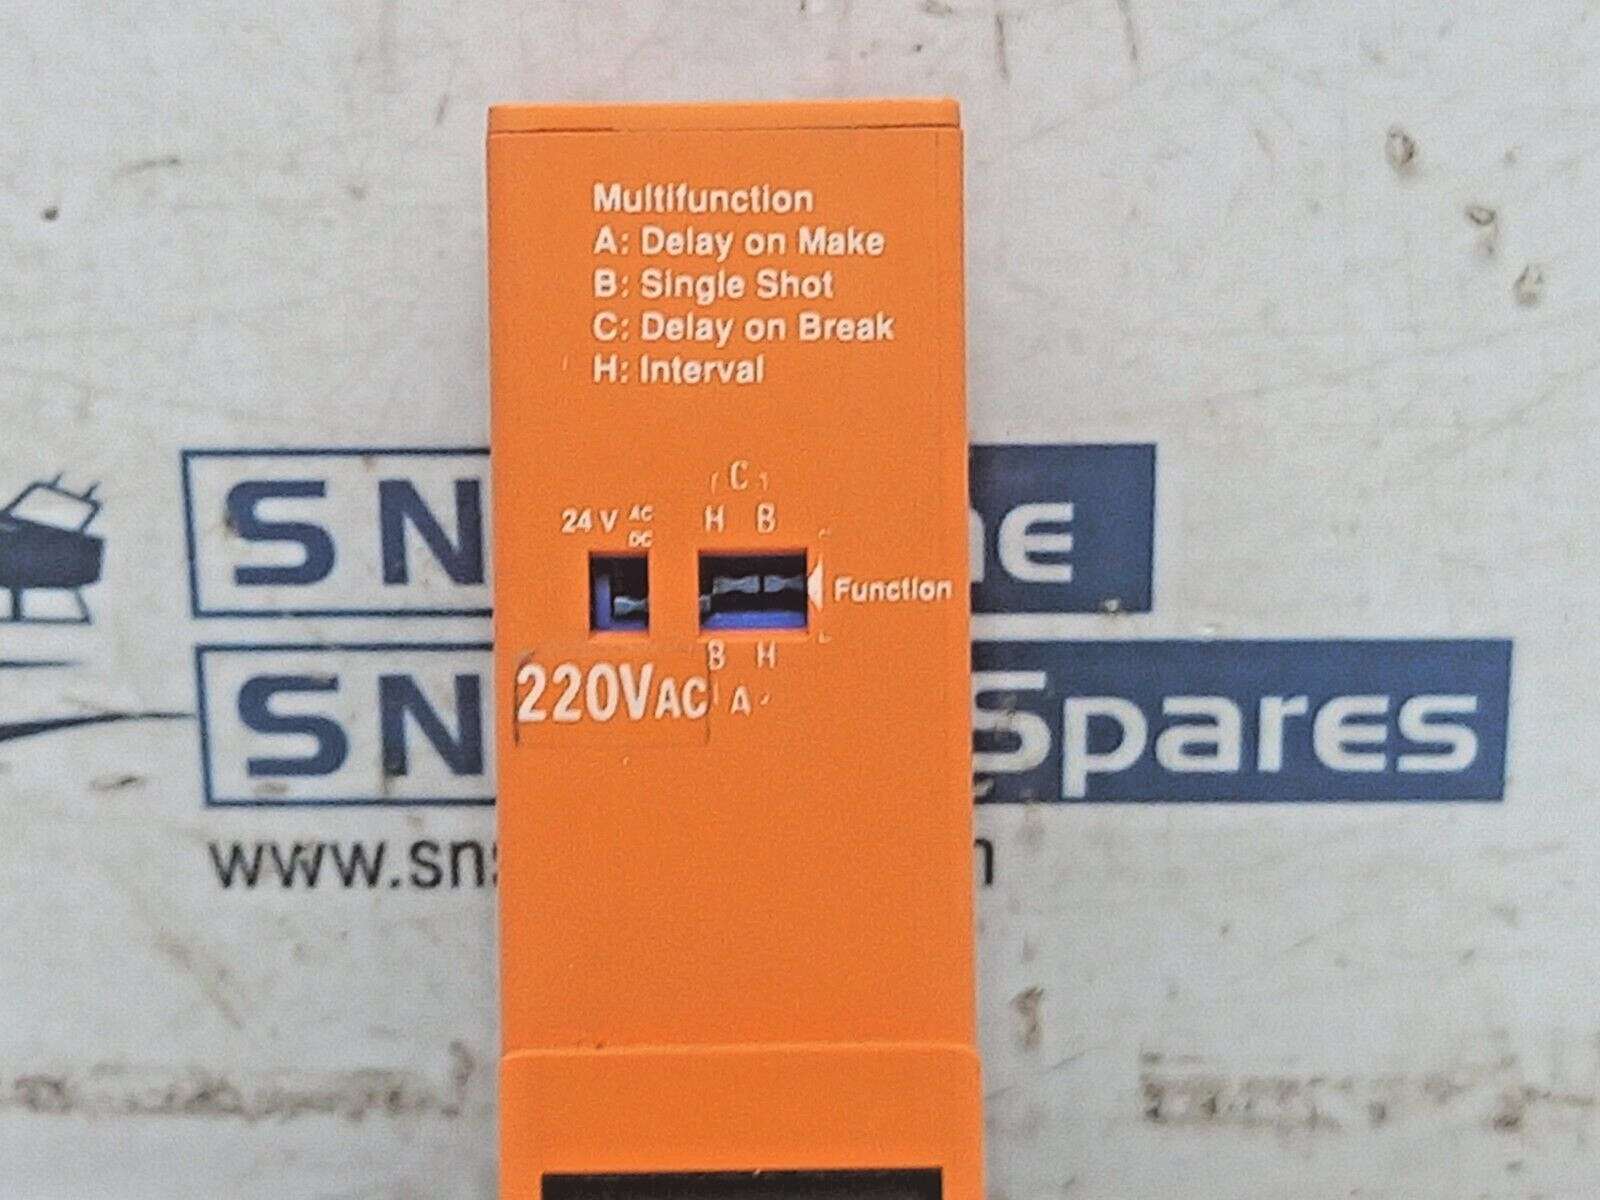 Multifunction
A: Delay on Make
B: Single Shot
C: Delay on Break
H: Interval
C
24 V AC DC
H B
Function
B H
220VAC
A
SN
ne
SN
Spares
www.sn